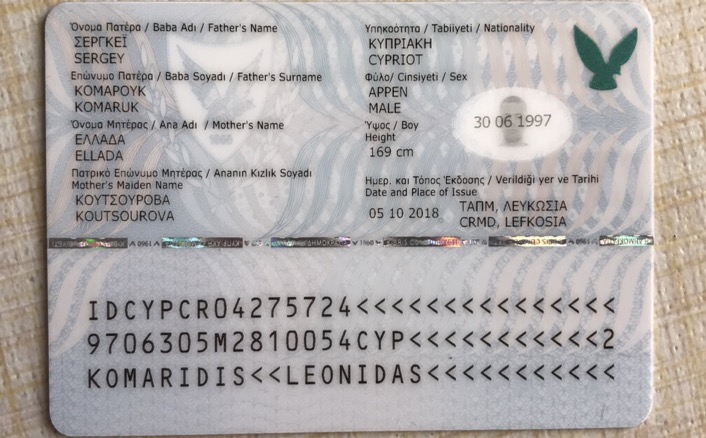 Όνομα Πατέρα / Baba Adı / Father's Name
ΣΕΡΓΚΕΪ
SERGEY
Επώνυμο Πατέρα / Baba Soyadı / Father's Surname
ΚΟΜΑΡΟΥΚ
KOMARUK
Όνομα Μητέρας / Ana Adı / Mother's Name
ΕΛΛΑΔΑ
ELLADA
Πατρικό Επώνυμο Μητέρας / Ananın Kızlık Soyadı
Mother's Maiden Name
ΚΟΥΤΣΟΥΡΟΒΑ
KOUTSOUROVA
Υπηκοότητα / Tabiiyeti / Nationality
ΚΥΠΡΙΑΚΗ
CYPRIOT
Φύλο/ Cinsiyeti / Sex
ΑΡΡΕΝ
MALE
Ύψος / Boy
Height
169 cm
30 06 1997
Ημερ. και Τόπος Έκδοσης / Verildiği yer ve Tarihi
Date and Place of Issue
05 10 2018
ΤΑΠΜ, ΛΕΥΚΩΣΙΑ
CRMD, LEFKOSIA
IDCYPCR04275724<<<<<<<<<<<<<<<
9706305M2810054CYP<<<<<<<<<<<2
KOMARIDIS<<LEONIDAS<<<<<<<<<<<